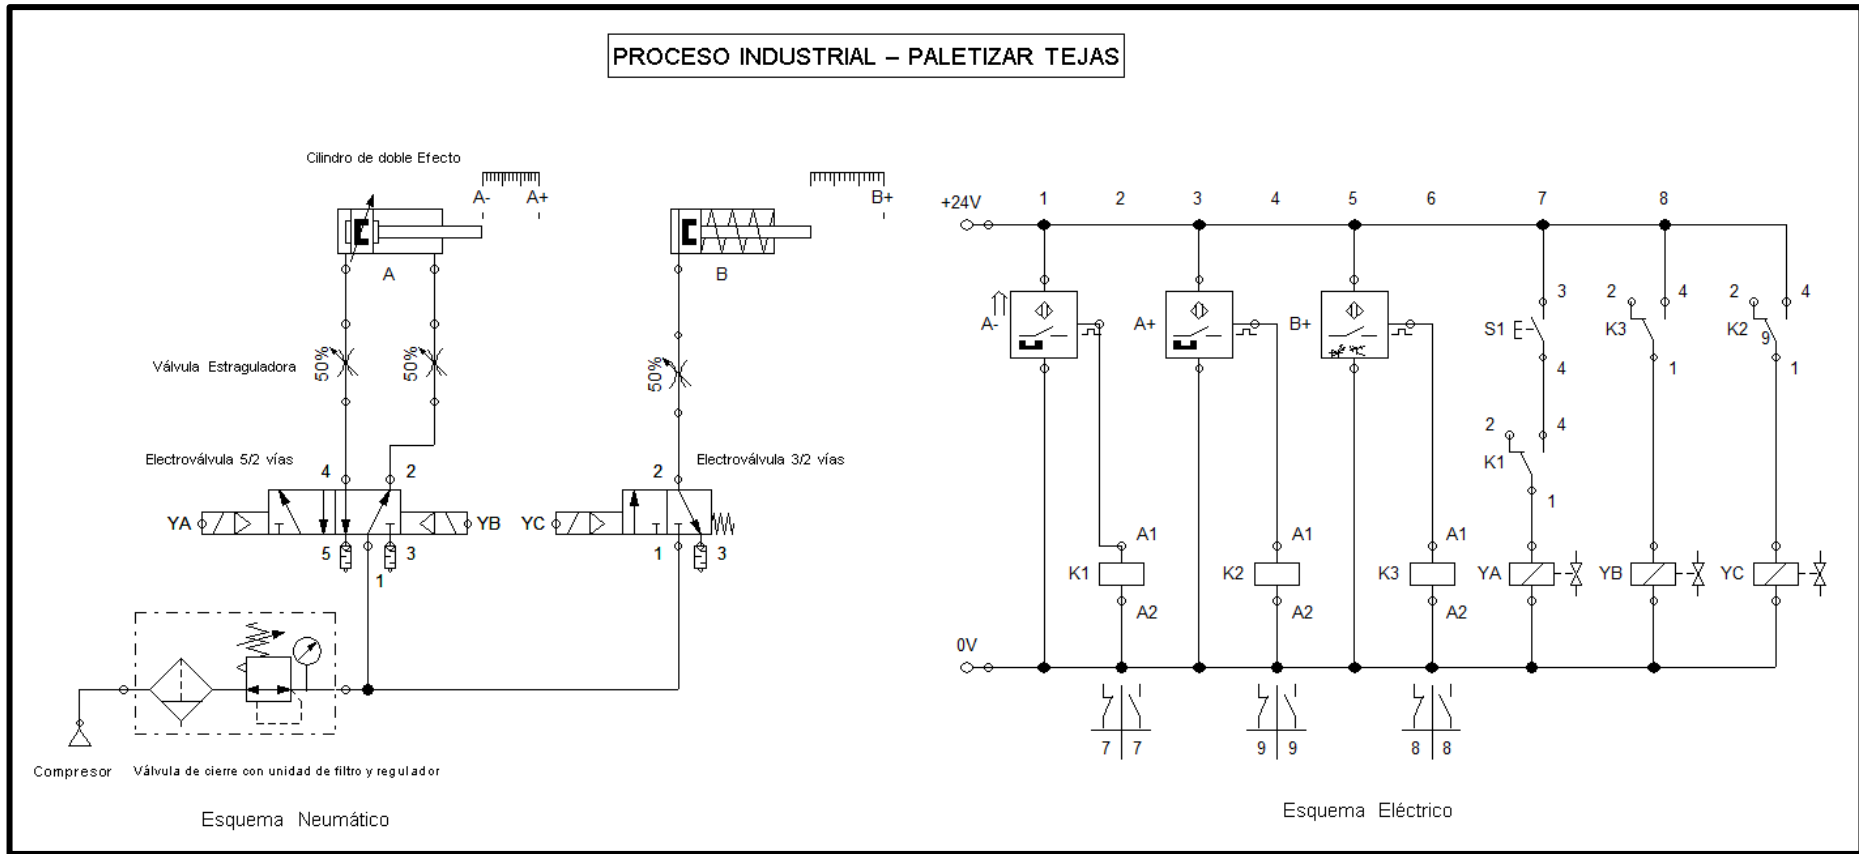 PROCESO INDUSTRIAL – PALETIZAR TEJAS
Cilindro de doble Efecto
A- A+
B+
A
B
Válvula Estraguladora
50% 50%
50%
Electroválvula 5/2 vías
Electroválvula 3/2 vías
4 2
2
YA YB
YC
5 3
1
1 3
Compresor
Válvula de cierre con unidad de filtro y regulador
Esquema Neumático
+24V
1 2 3 4 5 6 7 8
A- A+ B+
3
S1
4
2 4
K3
1
2 4
K2
9
1
2 4
K1
1
A1 A1 A1
K1 K2 K3 YA YB YC
A2 A2 A2
0V
7 7
9 9
8 8
Esquema Eléctrico